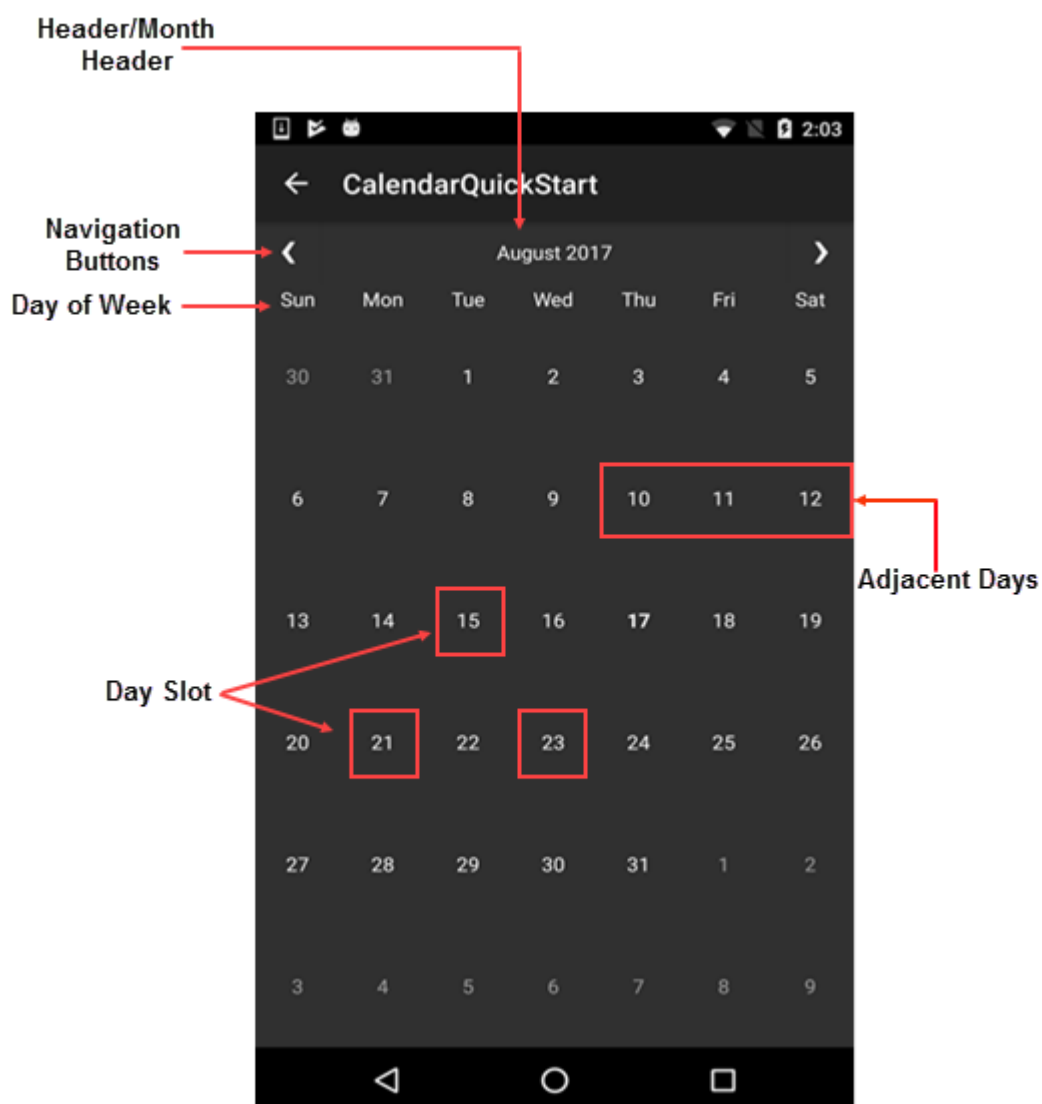 Header/Month
Header
2:03
CalendarQuickStart
Navigation
Buttons
August 2017
Day of Week
Sun Mon Tue Wed Thu Fri Sat
30 31 1 2 3 4 5
6 7 8 9 10 11 12
Adjacent Days
13 14 15 16 17 18 19
Day Slot
20 21 22 23 24 25 26
27 28 29 30 31 1 2
3 4 5 6 7 8 9